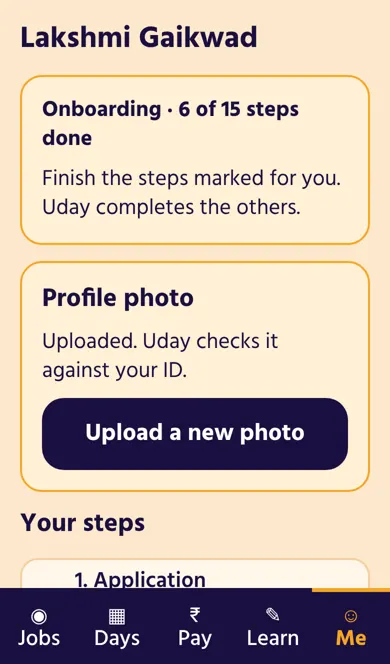 Lakshmi Gaikwad
Onboarding · 6 of 15 steps
done
Finish the steps marked for you.
Uday completes the others.
Profile photo
Uploaded. Uday checks it
against your ID.
Upload a new photo
Your steps
1. Application
◉ ▦ ₹ ✎ ☺
Jobs Days Pay Learn Me